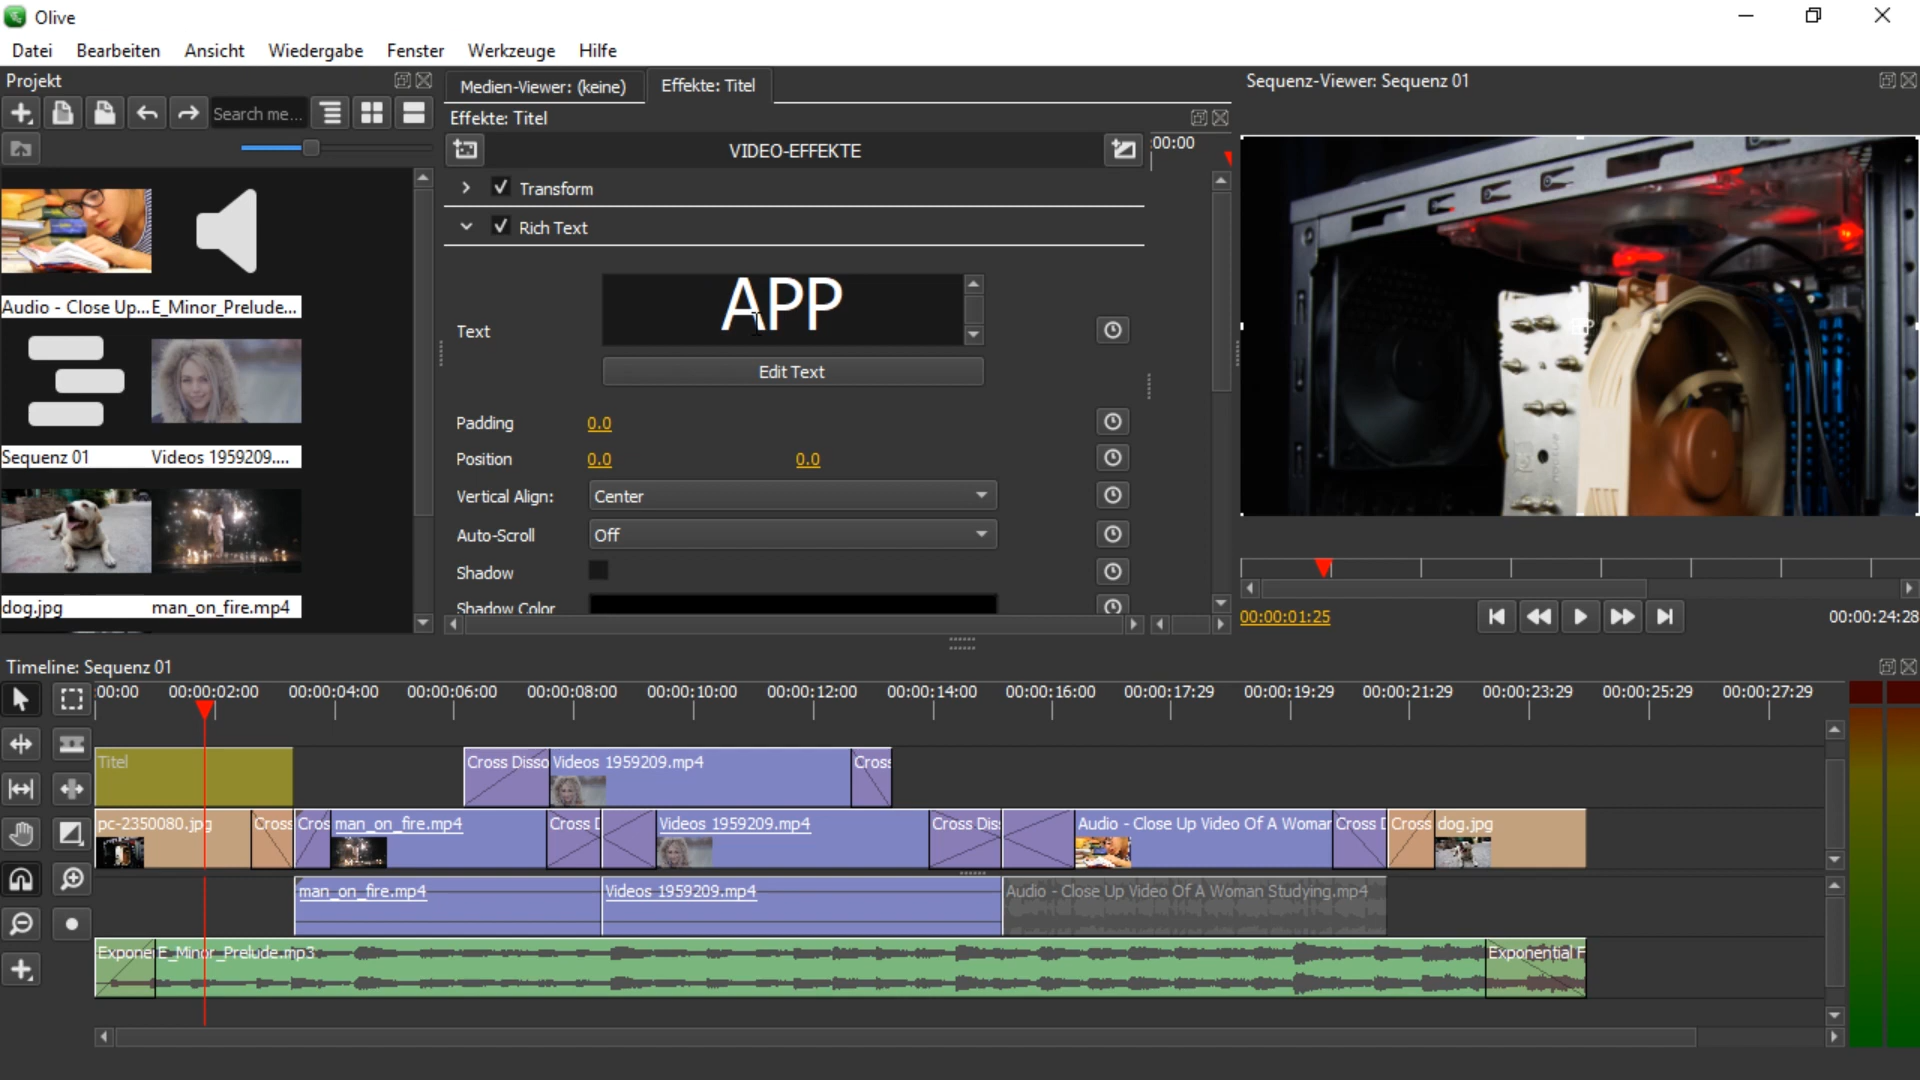 Olive
Datei Bearbeiten Ansicht Wiedergabe Fenster Werkzeuge Hilfe
Projekt
Search me...
Audio - Close Up... E_Minor_Prelude...
Sequenz 01 Videos 1959209....
dog.jpg man_on_fire.mp4
Medien-Viewer: (keine) Effekte: Titel
Effekte: Titel
VIDEO-EFFEKTE
:00:00
Transform
Rich Text
Text
APP
Edit Text
Padding 0.0
Position 0.0 0.0
Vertical Align: Center
Auto-Scroll Off
Shadow
Shadow Color
Sequenz-Viewer: Sequenz 01
00:00:01:25 00:00:24:28
Timeline: Sequenz 01
:00:00 00:00:02:00 00:00:04:00 00:00:06:00 00:00:08:00 00:00:10:00 00:00:12:00 00:00:14:00 00:00:16:00 00:00:17:29 00:00:19:29 00:00:21:29 00:00:23:29 00:00:25:29 00:00:27:29
Titel Cross Disso Videos 1959209.mp4 Cross
pc-2350080.jpg Cross Cros man_on_fire.mp4 Cross D Videos 1959209.mp4 Cross Dis Audio - Close Up Video Of A Woman Cross D Cross dog.jpg
man_on_fire.mp4 Videos 1959209.mp4 Audio - Close Up Video Of A Woman Studying.mp4
Exponen E_Minor_Prelude.mp3 Exponential F